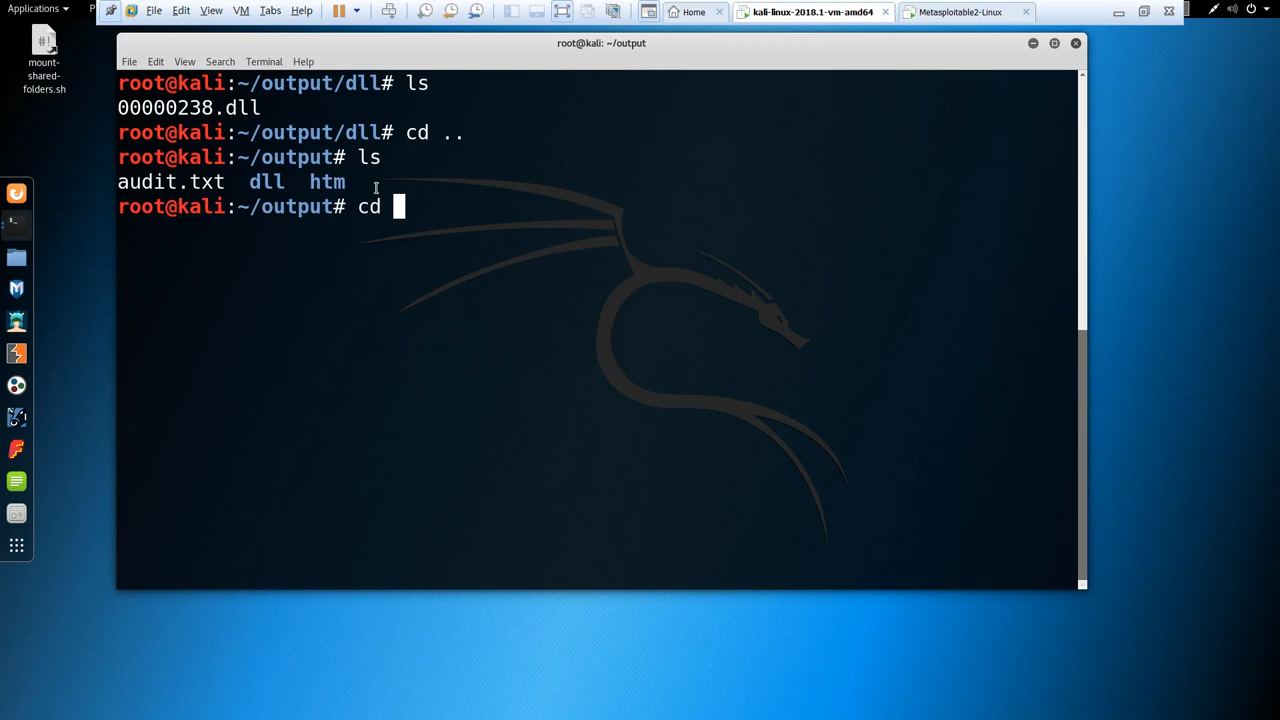 Applications
P
File Edit View VM Tabs Help
Home
kali-linux-2018.1-vm-amd64
Metasploitable2-Linux
#!
mount-
shared-
folders.sh
root@kali: ~/output
File Edit View Search Terminal Help
root@kali:~/output/dll# ls
00000238.dll
root@kali:~/output/dll# cd ..
root@kali:~/output# ls
audit.txt dll htm
root@kali:~/output# cd